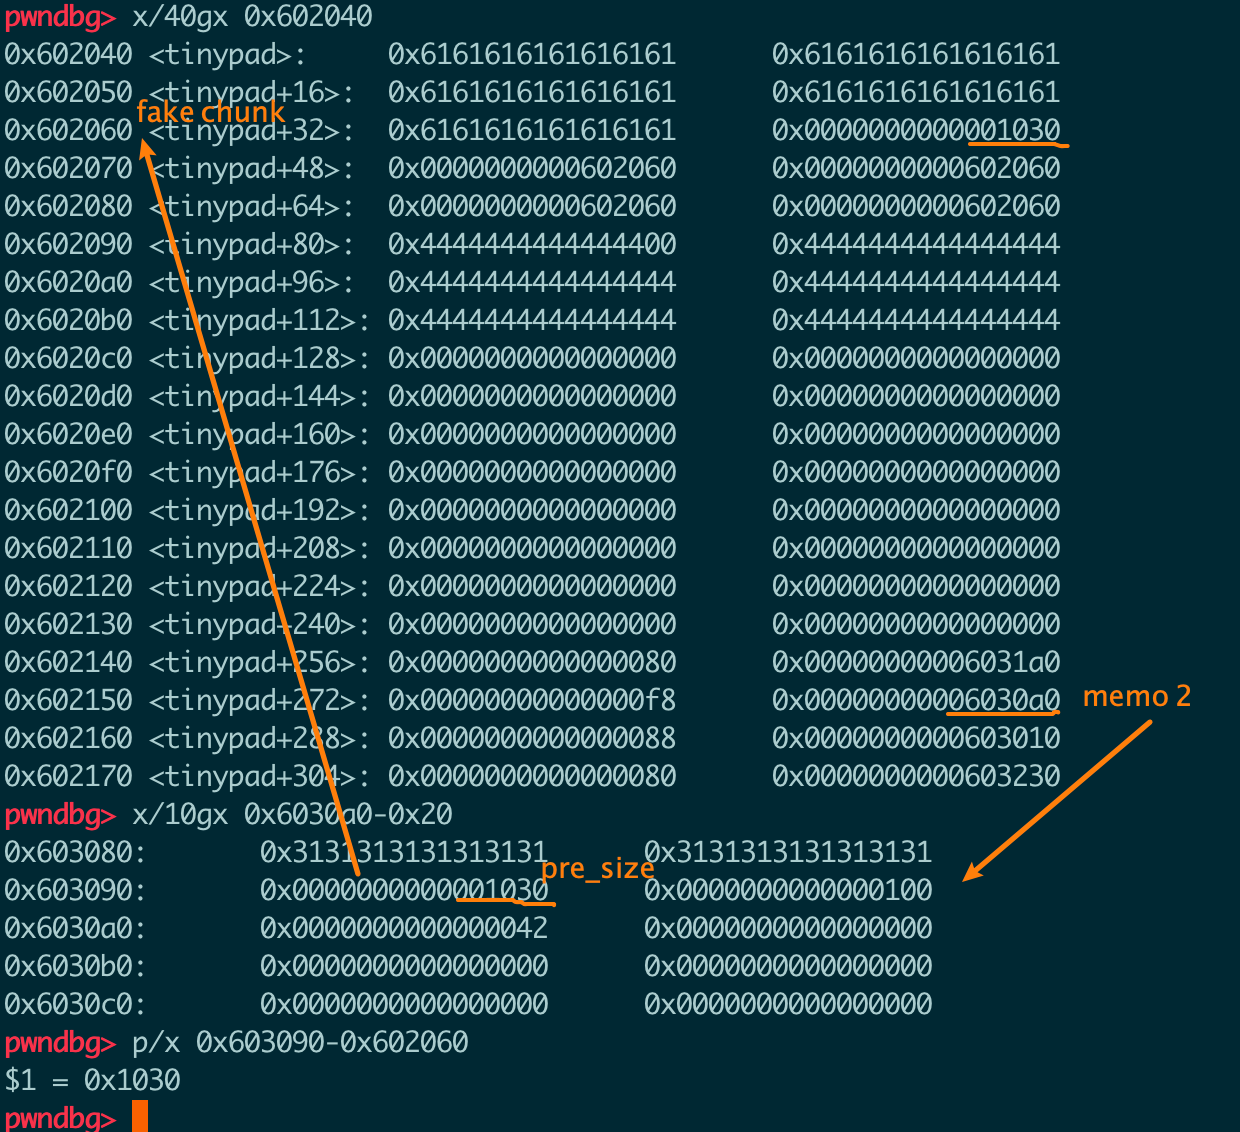 pwndbg> x/40gx 0x602040
0x602040 <tinypad>: 0x6161616161616161 0x6161616161616161
0x602050 <tinypad+16>: 0x6161616161616161 0x6161616161616161
fake chunk
0x602060 <tinypad+32>: 0x6161616161616161 0x0000000000001030
0x602070 <tinypad+48>: 0x0000000000602060 0x0000000000602060
0x602080 <tinypad+64>: 0x0000000000602060 0x0000000000602060
0x602090 <tinypad+80>: 0x4444444444444400 0x4444444444444444
0x6020a0 <tinypad+96>: 0x4444444444444444 0x4444444444444444
0x6020b0 <tinypad+112>: 0x4444444444444444 0x4444444444444444
0x6020c0 <tinypad+128>: 0x0000000000000000 0x0000000000000000
0x6020d0 <tinypad+144>: 0x0000000000000000 0x0000000000000000
0x6020e0 <tinypad+160>: 0x0000000000000000 0x0000000000000000
0x6020f0 <tinypad+176>: 0x0000000000000000 0x0000000000000000
0x602100 <tinypad+192>: 0x0000000000000000 0x0000000000000000
0x602110 <tinypad+208>: 0x0000000000000000 0x0000000000000000
0x602120 <tinypad+224>: 0x0000000000000000 0x0000000000000000
0x602130 <tinypad+240>: 0x0000000000000000 0x0000000000000000
0x602140 <tinypad+256>: 0x0000000000000080 0x00000000006031a0
0x602150 <tinypad+272>: 0x00000000000000f8 0x00000000006030a0 memo 2
0x602160 <tinypad+288>: 0x0000000000000088 0x0000000000603010
0x602170 <tinypad+304>: 0x0000000000000080 0x0000000000603230
pwndbg> x/10gx 0x6030a0-0x20
0x603080: 0x3131313131313131 0x3131313131313131
pre_size
0x603090: 0x0000000000001030 0x0000000000000100
0x6030a0: 0x0000000000000042 0x0000000000000000
0x6030b0: 0x0000000000000000 0x0000000000000000
0x6030c0: 0x0000000000000000 0x0000000000000000
pwndbg> p/x 0x603090-0x602060
$1 = 0x1030
pwndbg>